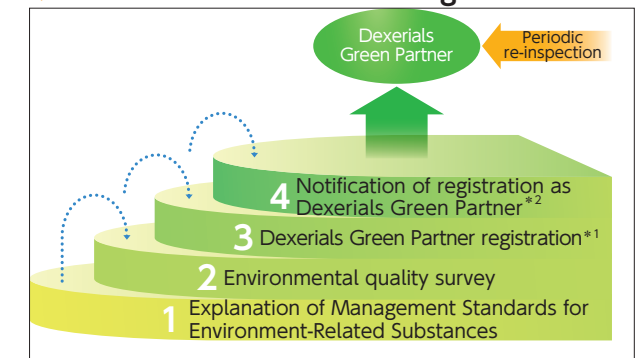 Dexerials
Green Partner
Periodic
re-inspection
4 Notification of registration as
Dexerials Green Partner*2
3 Dexerials Green Partner registration*1
2 Environmental quality survey
1 Explanation of Management Standards for
Environment-Related Substances